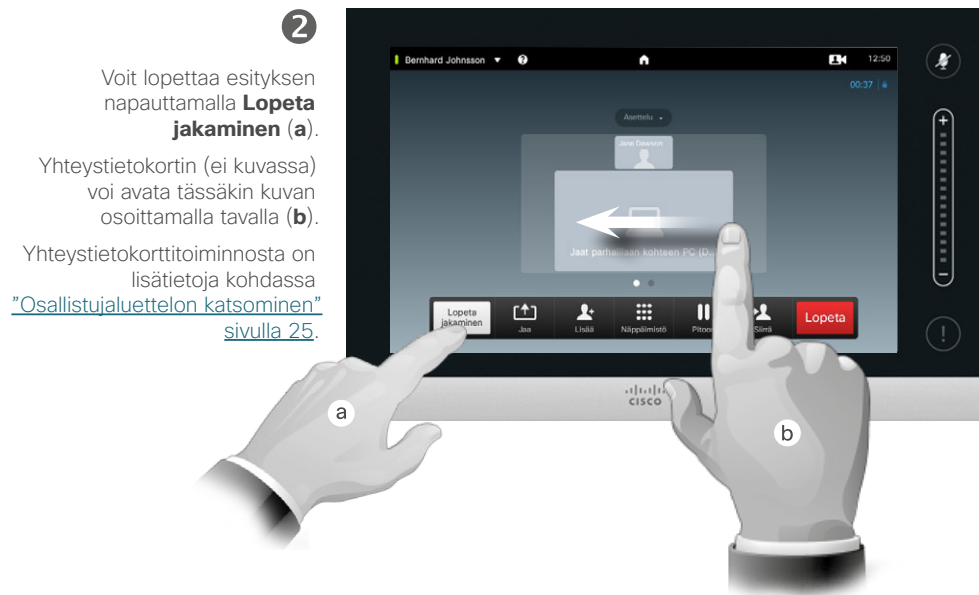 2
Voit lopettaa esityksen
napauttamalla Lopeta
jakaminen (a).
Yhteystietokortin (ei kuvassa)
voi avata tässäkin kuvan
osoittamalla tavalla (b).
Yhteystietokorttitoiminnosta on
lisätietoja kohdassa
"Osallistujaluettelon katsominen"
sivulla 25.
Bernhard Johnsson
?
12:50
00:37
Asettelu
Jane Dawson
Jaat parhaillaan kohteen PC (D...
Lopeta
jakaminen
Jaa
Lisää
Näppäimistö
Siirrä
Lopeta
+
–
!
CISCO
a
b